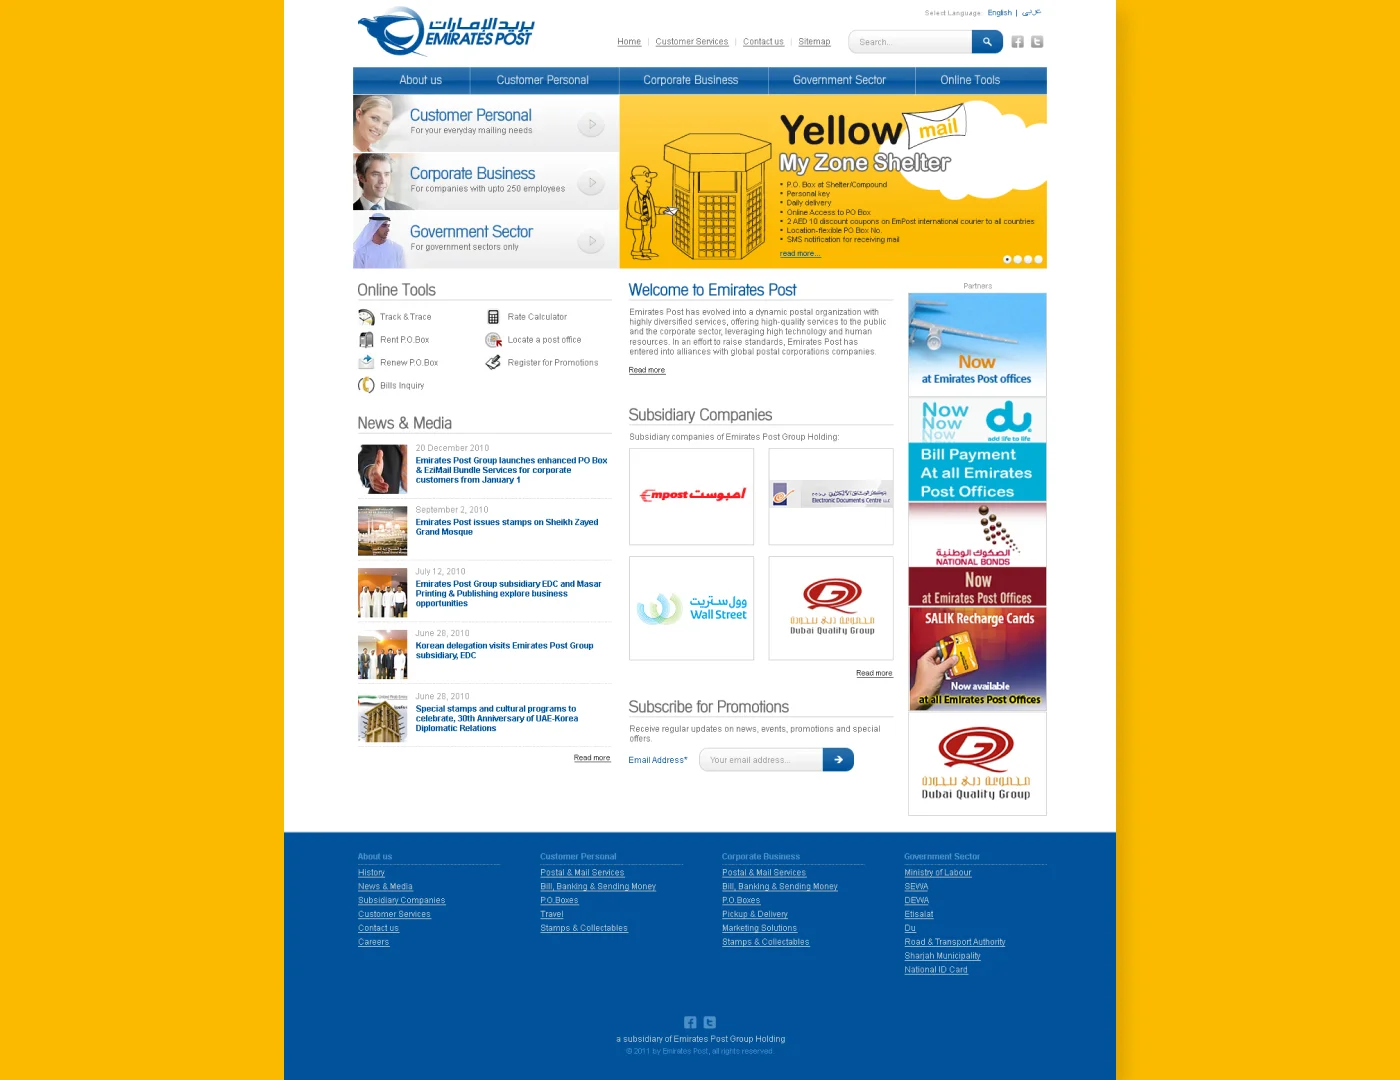 بريد الإمارات
EMIRATES POST
Select Language: English | عربي
Home | Customer Services | Contact us | Sitemap
Search...
About us
Customer Personal
Corporate Business
Government Sector
Online Tools
Customer Personal
For your everyday mailing needs
Corporate Business
For companies with upto 250 employees
Government Sector
For government sectors only
Yellow mail
My Zone Shelter
• P.O. Box at Shelter/Compound
• Personal key
• Daily delivery
• Online Access to PO Box
• 2 AED 10 discount coupons on EmPost international courier to all countries
• Location-flexible PO Box No.
• SMS notification for receiving mail
read more...
Online Tools
Track & Trace
Rate Calculator
Rent P.O.Box
Locate a post office
Renew P.O.Box
Register for Promotions
Bills Inquiry
News & Media
20 December 2010
Emirates Post Group launches enhanced PO Box
& EziMail Bundle Services for corporate
customers from January 1
September 2, 2010
Emirates Post issues stamps on Sheikh Zayed
Grand Mosque
July 12, 2010
Emirates Post Group subsidiary EDC and Masar
Printing & Publishing explore business
opportunities
June 28, 2010
Korean delegation visits Emirates Post Group
subsidiary, EDC
June 28, 2010
Special stamps and cultural programs to
celebrate, 30th Anniversary of UAE-Korea
Diplomatic Relations
Read more
Welcome to Emirates Post
Emirates Post has evolved into a dynamic postal organization with
highly diversified services, offering high-quality services to the public
and the corporate sector, leveraging high technology and human
resources. In an effort to raise standards, Emirates Post has
entered into alliances with global postal corporations companies.
Read more
Subsidiary Companies
Subsidiary companies of Emirates Post Group Holding:
Empost امبوست
Electronic Documents Centre LLC
وول ستريت
Wall Street
مجموعة دبي للجودة
Dubai Quality Group
Read more
Subscribe for Promotions
Receive regular updates on news, events, promotions and special
offers.
Email Address*
Your email address...
Partners
Now
at Emirates Post offices
Now
Now
Now
du
add life to life
Bill Payment
At all Emirates
Post Offices
الصكوك الوطنية
NATIONAL BONDS
Now
at Emirates Post Offices
SALIK Recharge Cards
Now available
at all Emirates Post Offices
مجموعة دبي للجودة
Dubai Quality Group
About us
History
News & Media
Subsidiary Companies
Customer Services
Contact us
Careers
Customer Personal
Postal & Mail Services
Bill, Banking & Sending Money
P.O.Boxes
Travel
Stamps & Collectables
Corporate Business
Postal & Mail Services
Bill, Banking & Sending Money
P.O.Boxes
Pickup & Delivery
Marketing Solutions
Stamps & Collectables
Government Sector
Ministry of Labour
SEWA
DEWA
Etisalat
Du
Road & Transport Authority
Sharjah Municipality
National ID Card
a subsidiary of Emirates Post Group Holding
© 2011 by Emirates Post, all rights reserved.